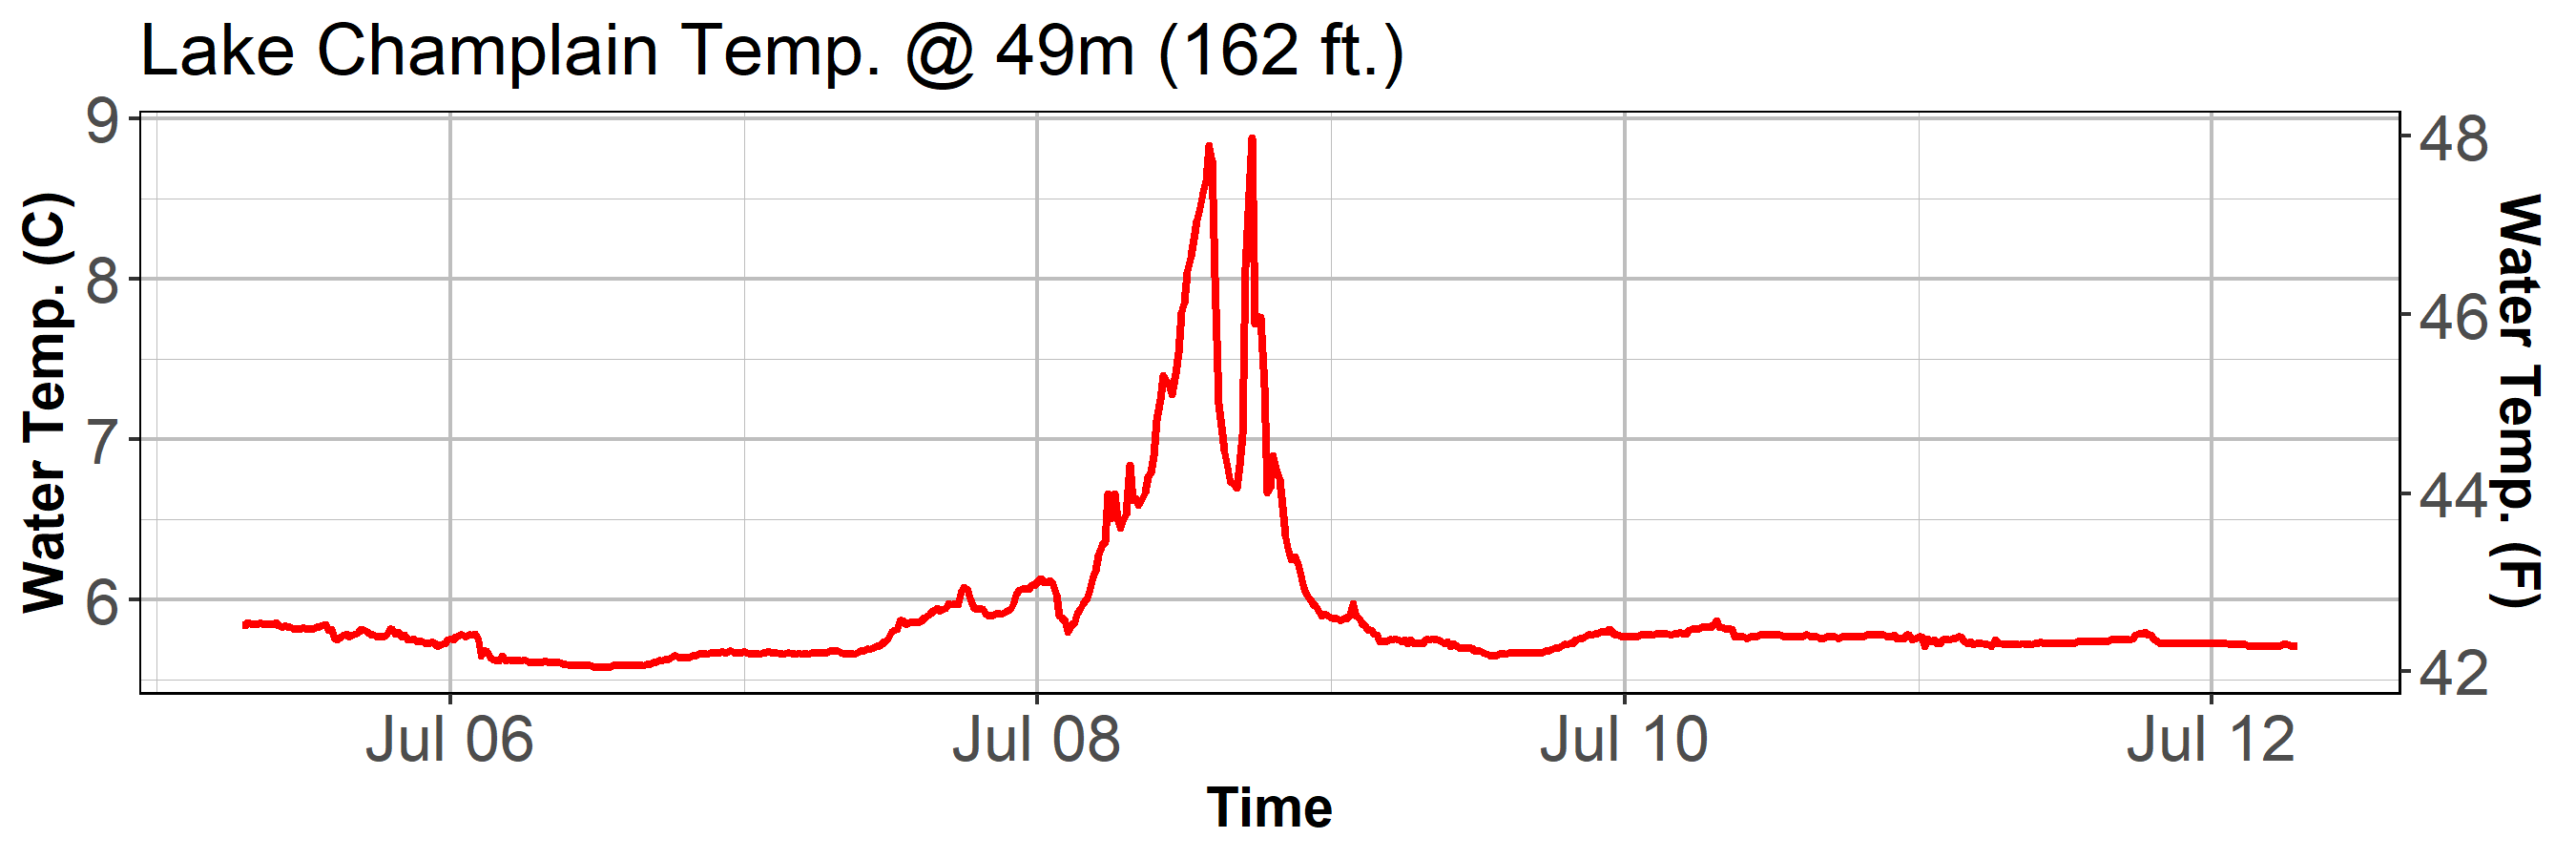 Lake Champlain Temp. @ 49m (162 ft.)
Water Temp. (C)
9
8
7
6
48
46
44
42
Water Temp. (F)
Jul 06
Jul 08
Jul 10
Jul 12
Time